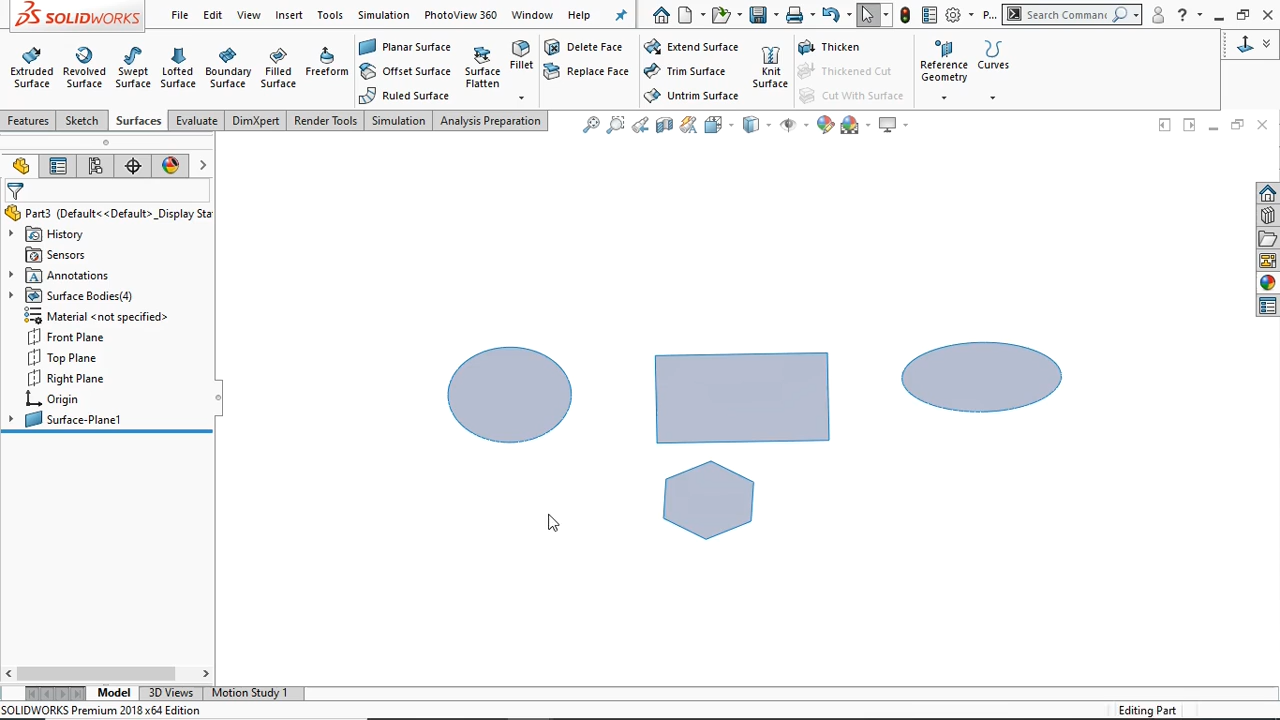 SOLIDWORKS File Edit View Insert Tools Simulation PhotoView 360 Window Help P... Search Commanc
Extruded Surface
Revolved Surface
Swept Surface
Lofted Surface
Boundary Surface
Filled Surface
Freeform
Planar Surface
Offset Surface
Ruled Surface
Surface Flatten
Fillet
Delete Face
Replace Face
Extend Surface
Trim Surface
Untrim Surface
Knit Surface
Thicken
Thickened Cut
Cut With Surface
Reference Geometry
Curves
Features Sketch Surfaces Evaluate DimXpert Render Tools Simulation Analysis Preparation
Part3 (Default<<Default>_Display Sta
History
Sensors
Annotations
Surface Bodies(4)
Material <not specified>
Front Plane
Top Plane
Right Plane
Origin
Surface-Plane1
Model 3D Views Motion Study 1
SOLIDWORKS Premium 2018 x64 Edition Editing Part